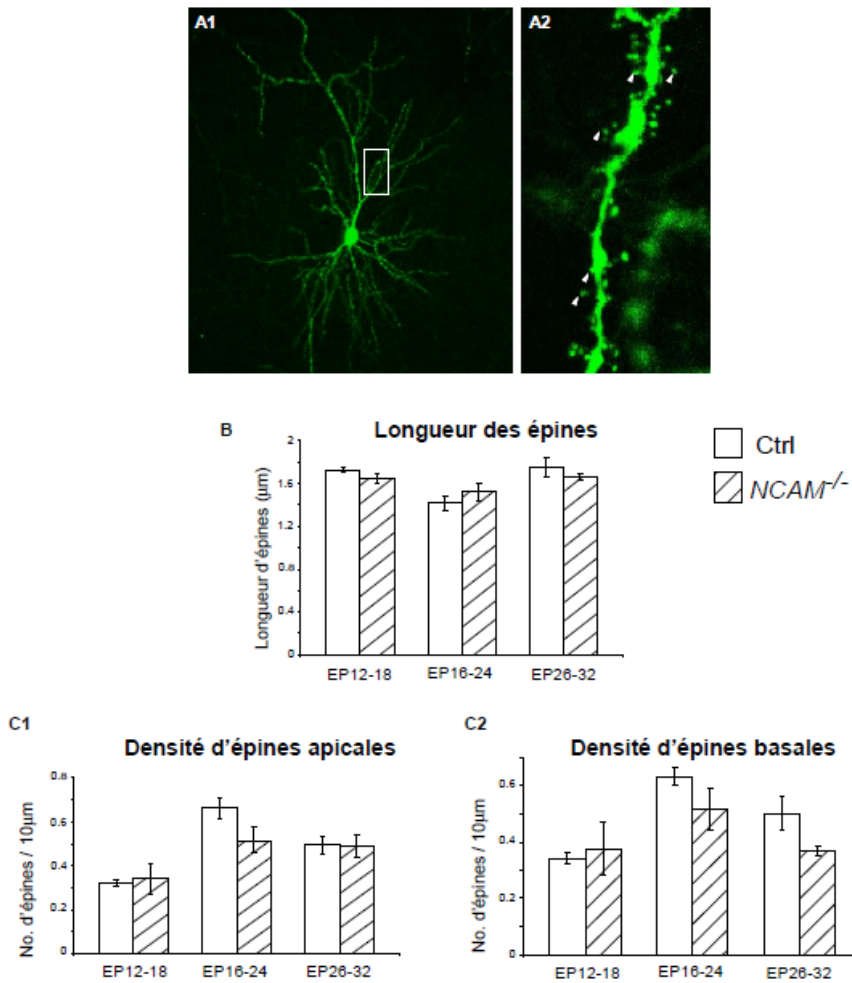 A1
A2
B
Longueur des épines
Ctrl
NCAM-/-
Longueur d'épines (µm)
2
1.6
1.2
0.8
0.4
0
EP12-18
EP16-24
EP26-32
C1
Densité d'épines apicales
No. d'épines / 10µm
0.8
0.6
0.4
0.2
0
EP12-18
EP16-24
EP26-32
C2
Densité d'épines basales
No. d'épines / 10µm
0.6
0.4
0.2
0
EP12-18
EP16-24
EP26-32